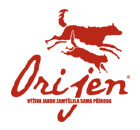 Orijen®
VÝŽIVA JAKOU ZAMÝŠLELA SAMA PŘÍRODA